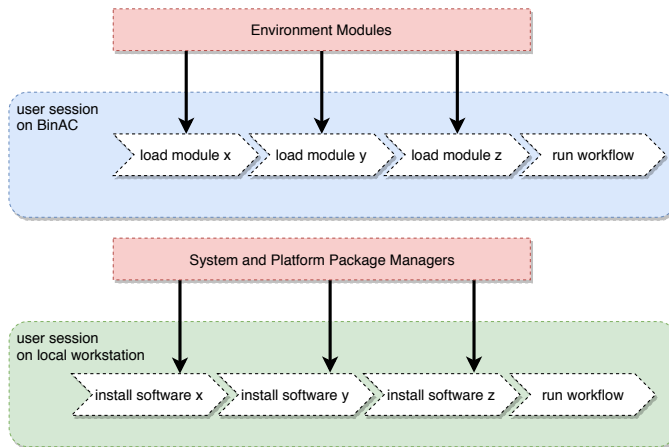 Environment Modules
user session
on BinAC
load module x
load module y
load module z
run workflow
System and Platform Package Managers
user session
on local workstation
install software x
install software y
install software z
run workflow